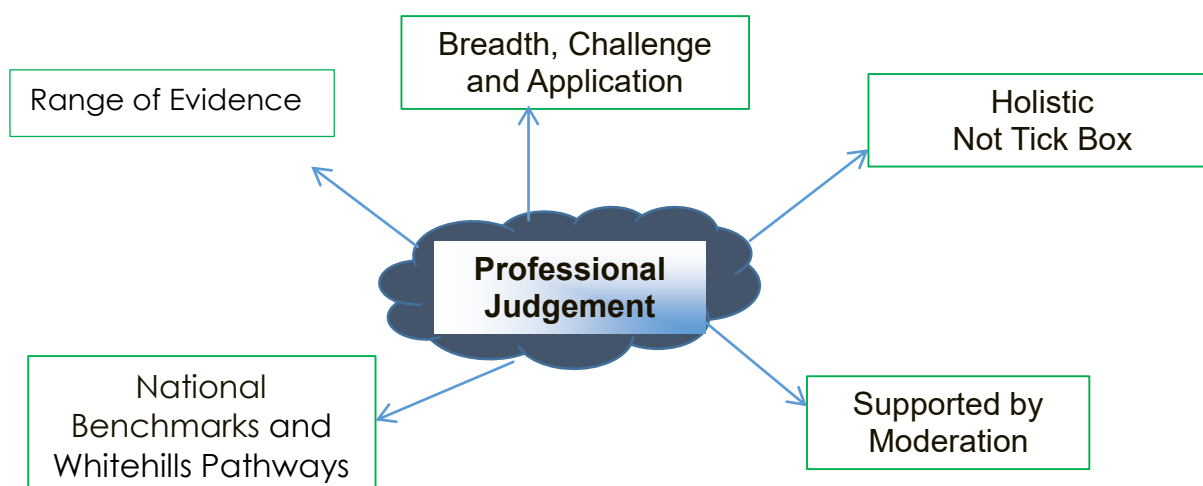 Breadth, Challenge
and Application
Range of Evidence
Holistic
Not Tick Box
Professional
Judgement
National
Benchmarks and
Whitehills Pathways
Supported by
Moderation